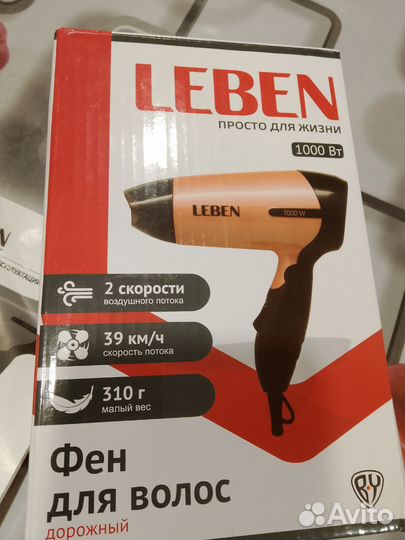 LEBEN
ПРОСТО ДЛЯ ЖИЗНИ
1000 Вт
LEBEN
1000 W
2 скорости
воздушного потока
39 км/ч
скорость потока
310 г
малый вес
Фен
для волос
дорожный
Avito